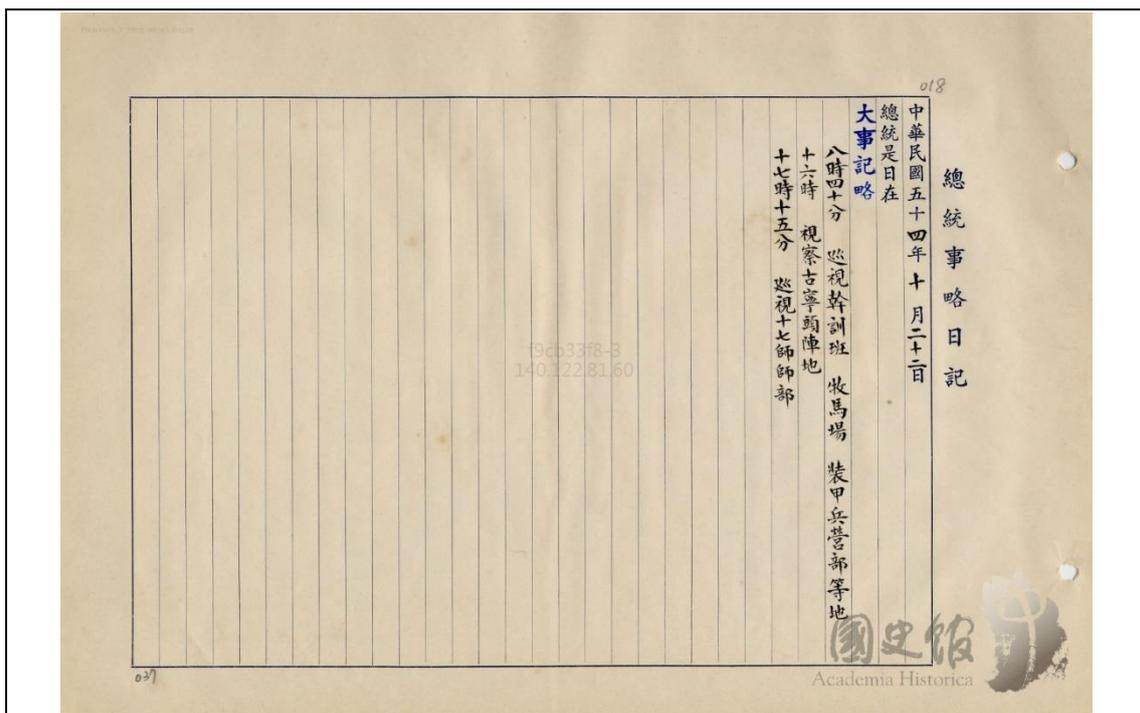 018
總統事略日記
中華民國五十四年十月二十二日
總統是日在
大事記略
八時四十分 巡視幹訓班 牧馬場 裝甲兵營部等地
十六時 視察古寧頭陣地
十七時十五分 巡視十七師師部
f9cb33f8-3
140.122.81.60
037
國史館
Academia Historica